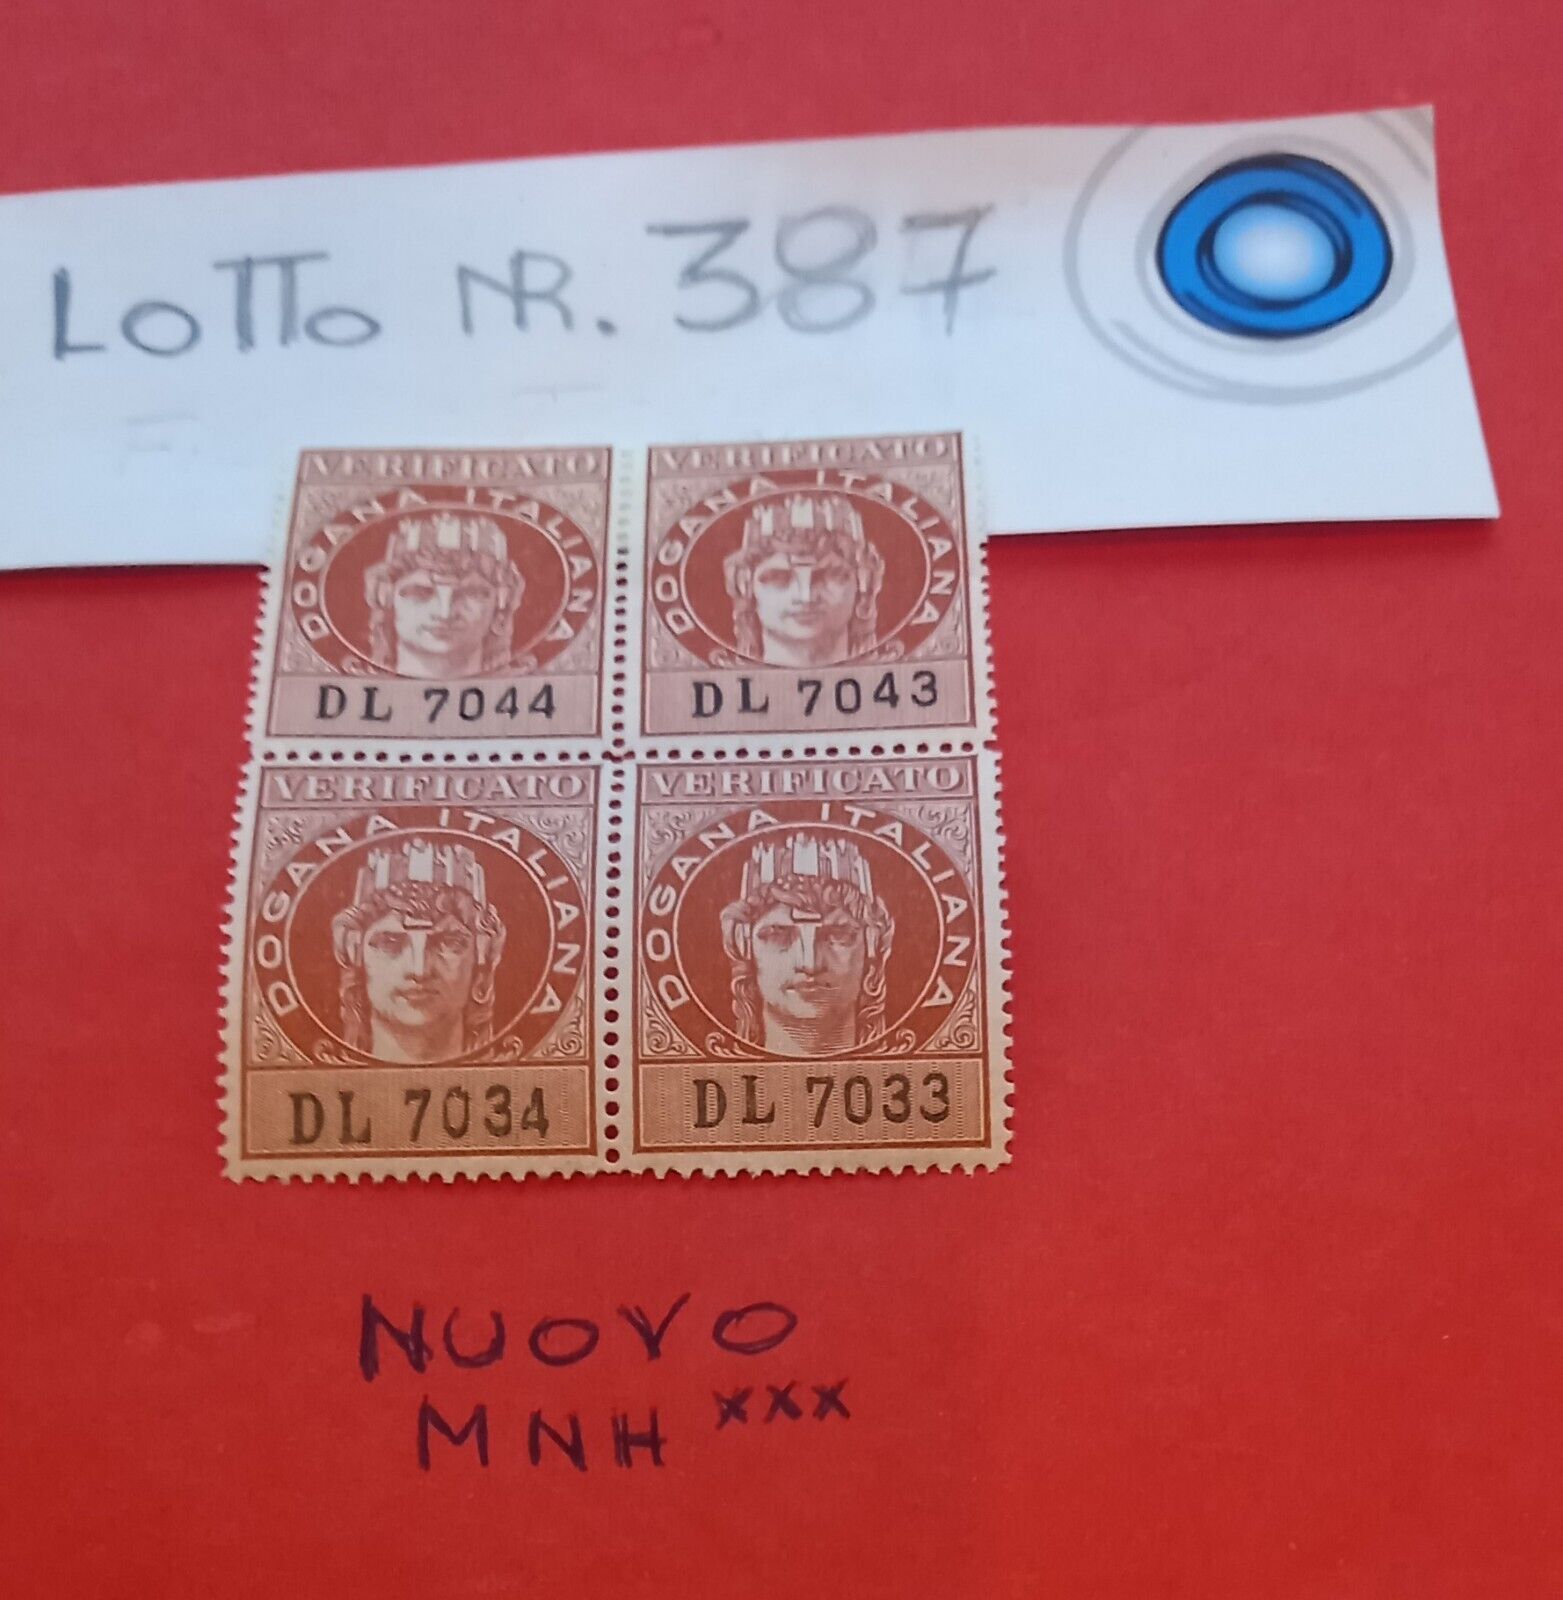 LOTTO NR. 387
VERIFICATO VERIFICATO
DOGANA ITALIANA DOGANA ITALIANA
DL 7044 DL 7043
VERIFICATO VERIFICATO
DOGANA ITALIANA DOGANA ITALIANA
DL 7034 DL 7033
NUOVO
MNH xxx